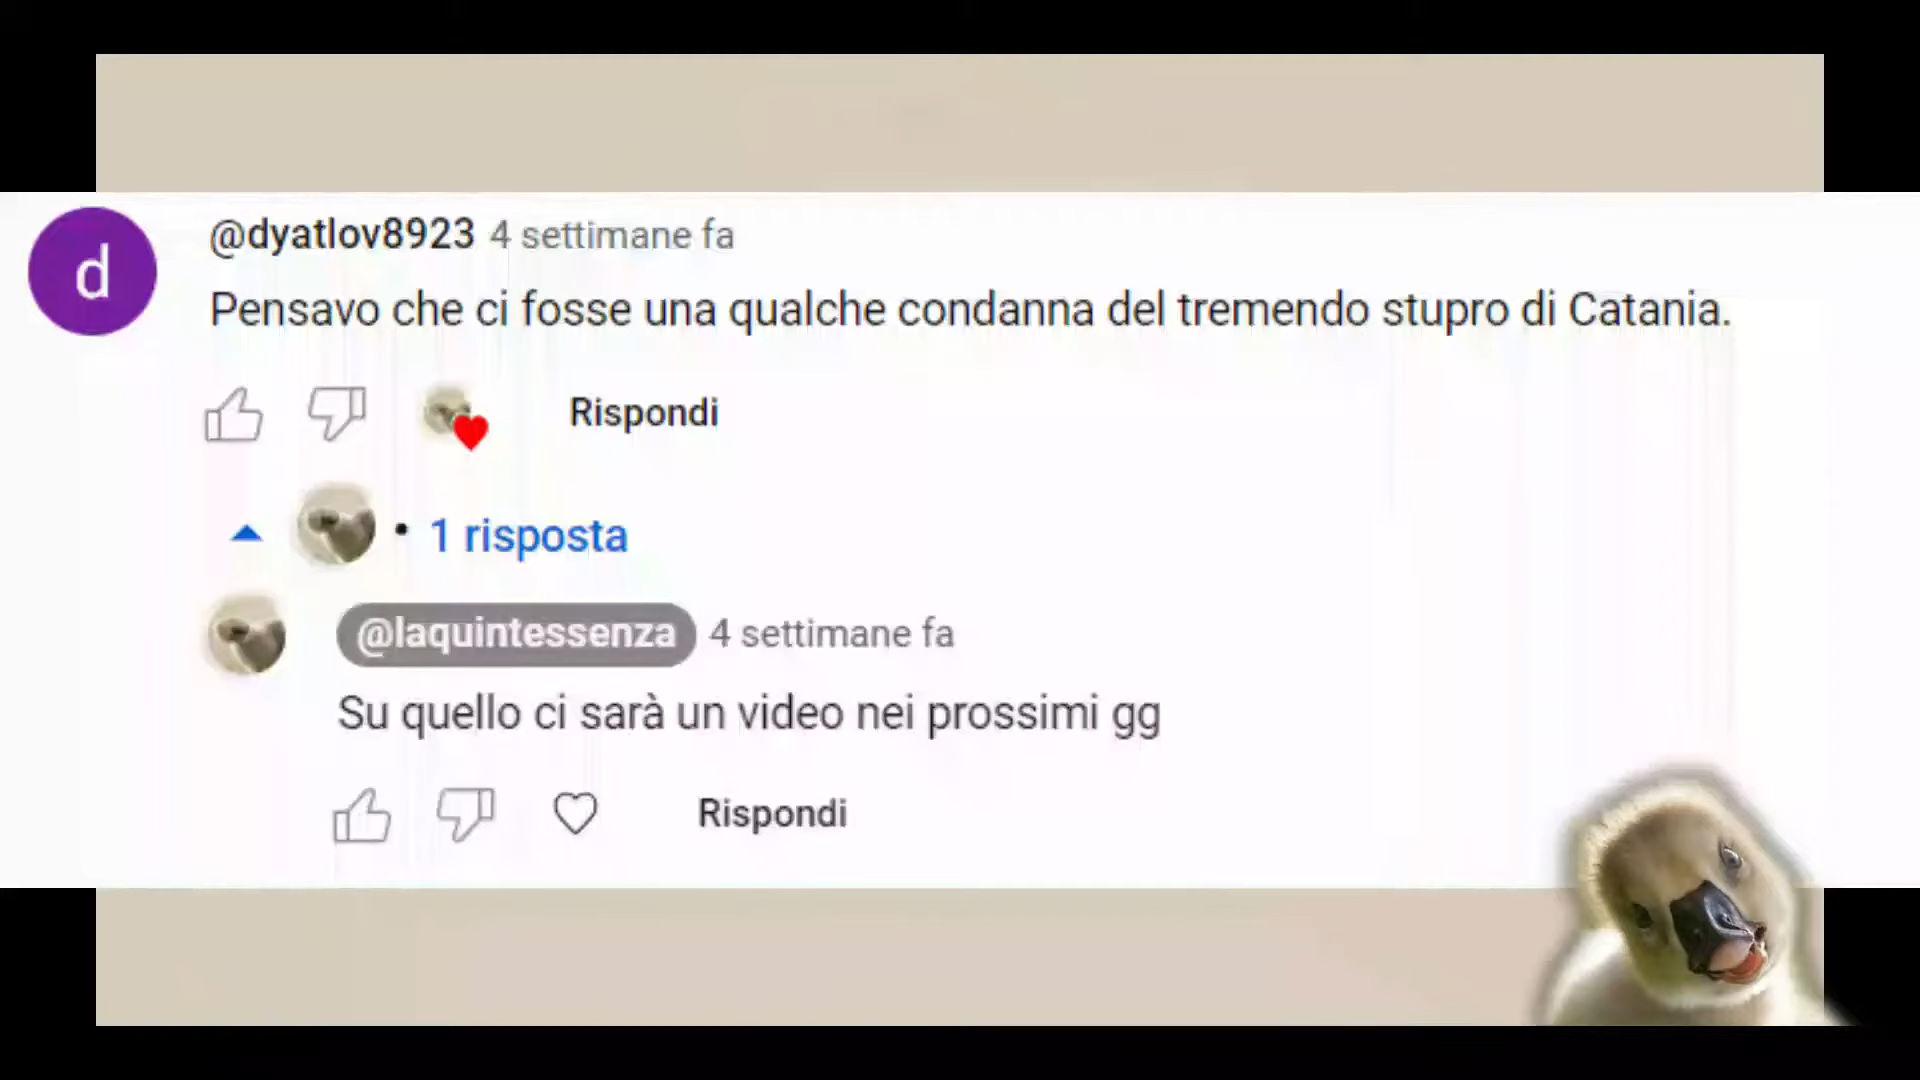 d
@dyatlov8923 4 settimane fa
Pensavo che ci fosse una qualche condanna del tremendo stupro di Catania.
Rispondi
• 1 risposta
@laquintessenza 4 settimane fa
Su quello ci sarà un video nei prossimi gg
Rispondi